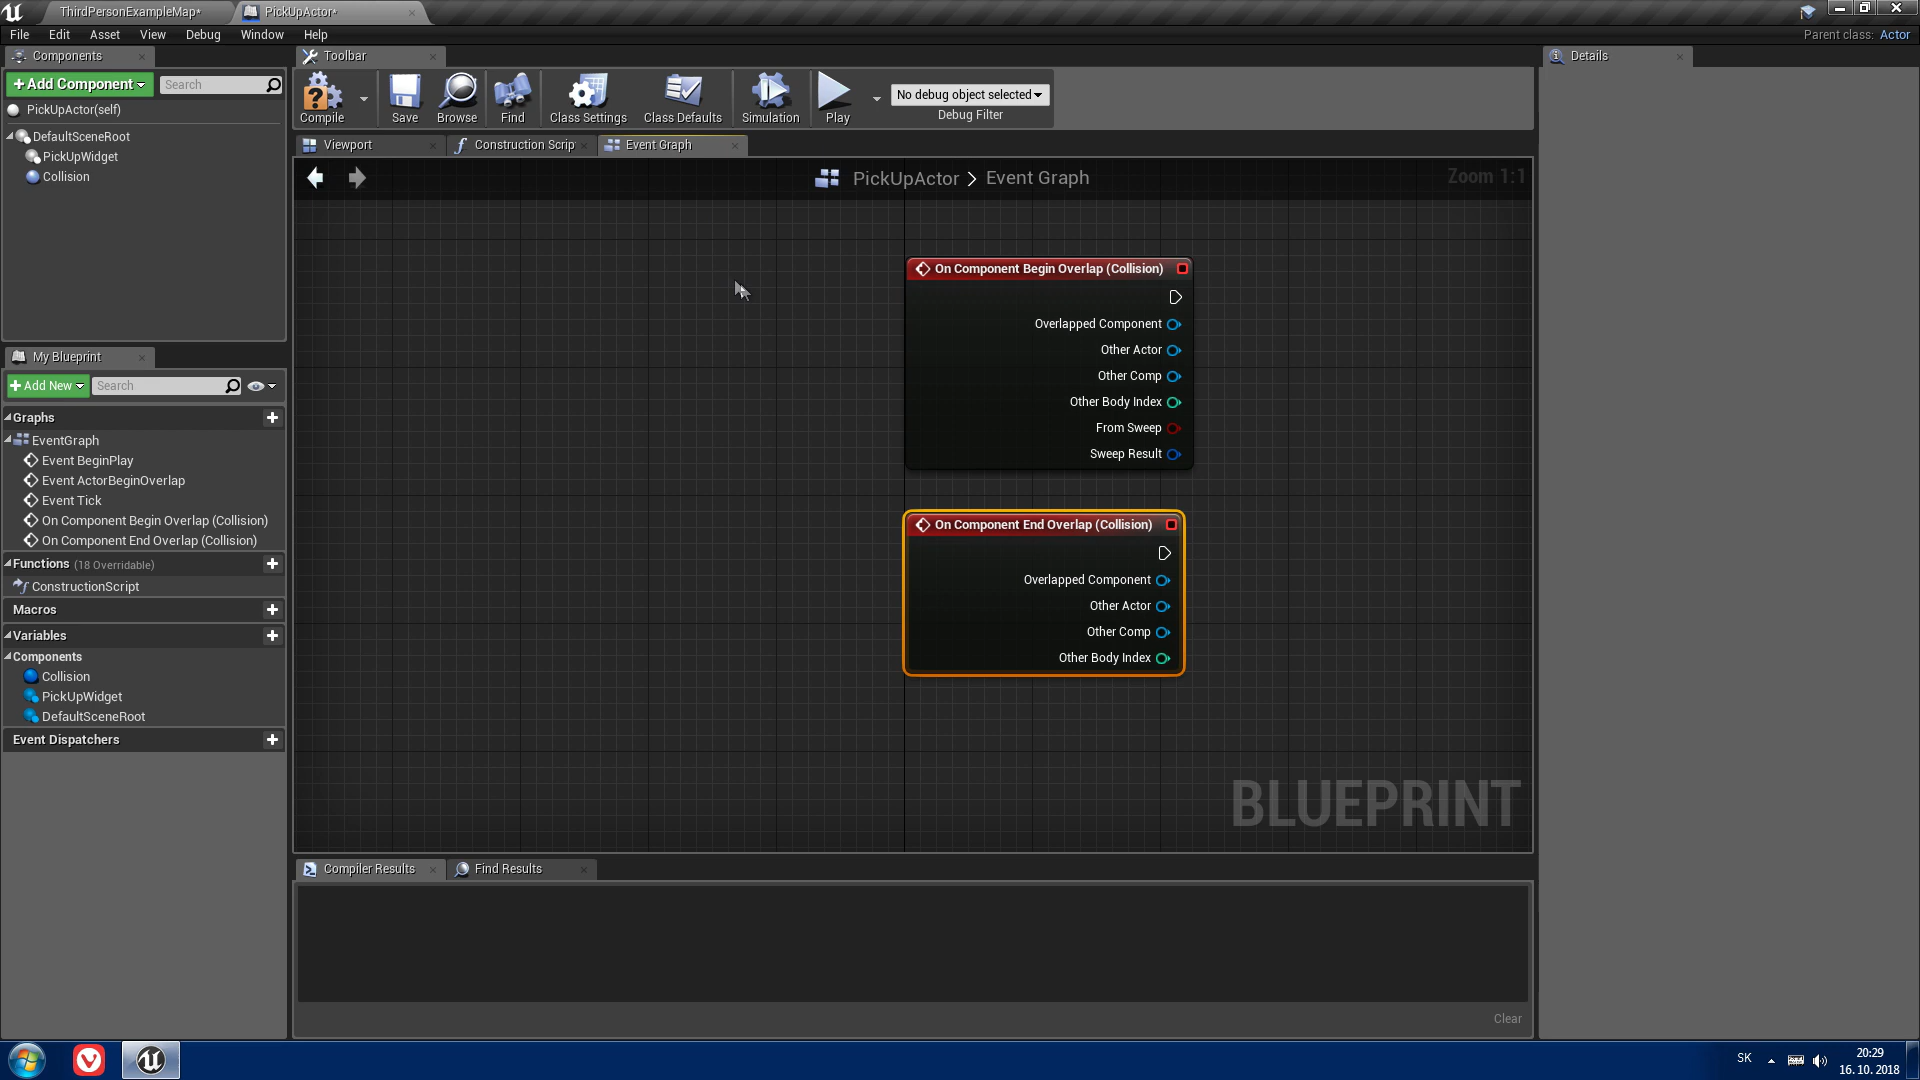 ThirdPersonExampleMap*
PickUpActor*
File Edit Asset View Debug Window Help
Parent class: Actor
Components
+Add Component
Search
PickUpActor(self)
DefaultSceneRoot
PickUpWidget
Collision
Toolbar
Compile
Save
Browse
Find
Class Settings
Class Defaults
Simulation
Play
No debug object selected
Debug Filter
Details
Viewport
Construction Scrip
Event Graph
PickUpActor > Event Graph
Zoom 1:1
On Component Begin Overlap (Collision)
Overlapped Component
Other Actor
Other Comp
Other Body Index
From Sweep
Sweep Result
On Component End Overlap (Collision)
Overlapped Component
Other Actor
Other Comp
Other Body Index
BLUEPRINT
My Blueprint
+Add New
Search
Graphs
EventGraph
Event BeginPlay
Event ActorBeginOverlap
Event Tick
On Component Begin Overlap (Collision)
On Component End Overlap (Collision)
Functions (18 Overridable)
ConstructionScript
Macros
Variables
Components
Collision
PickUpWidget
DefaultSceneRoot
Event Dispatchers
Compiler Results
Find Results
Clear
SK
20:29
16. 10. 2018